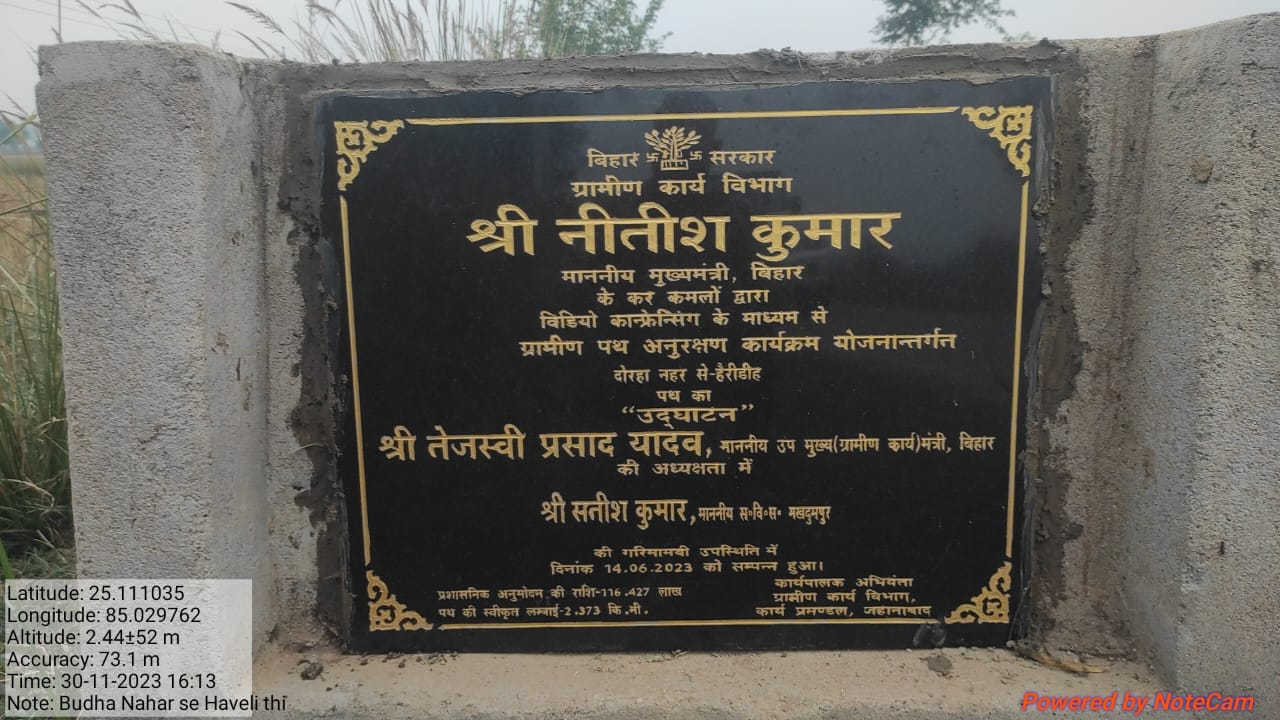 बिहार सरकार
ग्रामीण कार्य विभाग
श्री नीतीश कुमार
माननीय मुख्यमंत्री, बिहार
के कर कमलों द्वारा
विडियो कान्फ्रेन्सिंग के माध्यम से
ग्रामीण पथ अनुरक्षण कार्यक्रम योजनान्तर्गत
दोरहा नहर से-हैरीडीह
पथ का
“उद्घाटन”
श्री तेजस्वी प्रसाद यादव, माननीय उप मुख्य(ग्रामीण कार्य)मंत्री, बिहार
की अध्यक्षता में
श्री सतीश कुमार, माननीय स०वि०स० मखदुमपुर
की गरिमामयी उपस्थिति में
दिनांक 14.06.2023 को सम्पन्न हुआ।
प्रशासनिक अनुमोदन की राशि-116.427 लाख
पथ की स्वीकृत लम्बाई-2.373 कि.मी.
कार्यपालक अभियंता
ग्रामीण कार्य विभाग,
कार्य प्रमण्डल, जहानाबाद
Latitude: 25.111035
Longitude: 85.029762
Altitude: 2.44±52 m
Accuracy: 73.1 m
Time: 30-11-2023 16:13
Note: Budha Nahar se Haveli thi
Powered by NoteCam